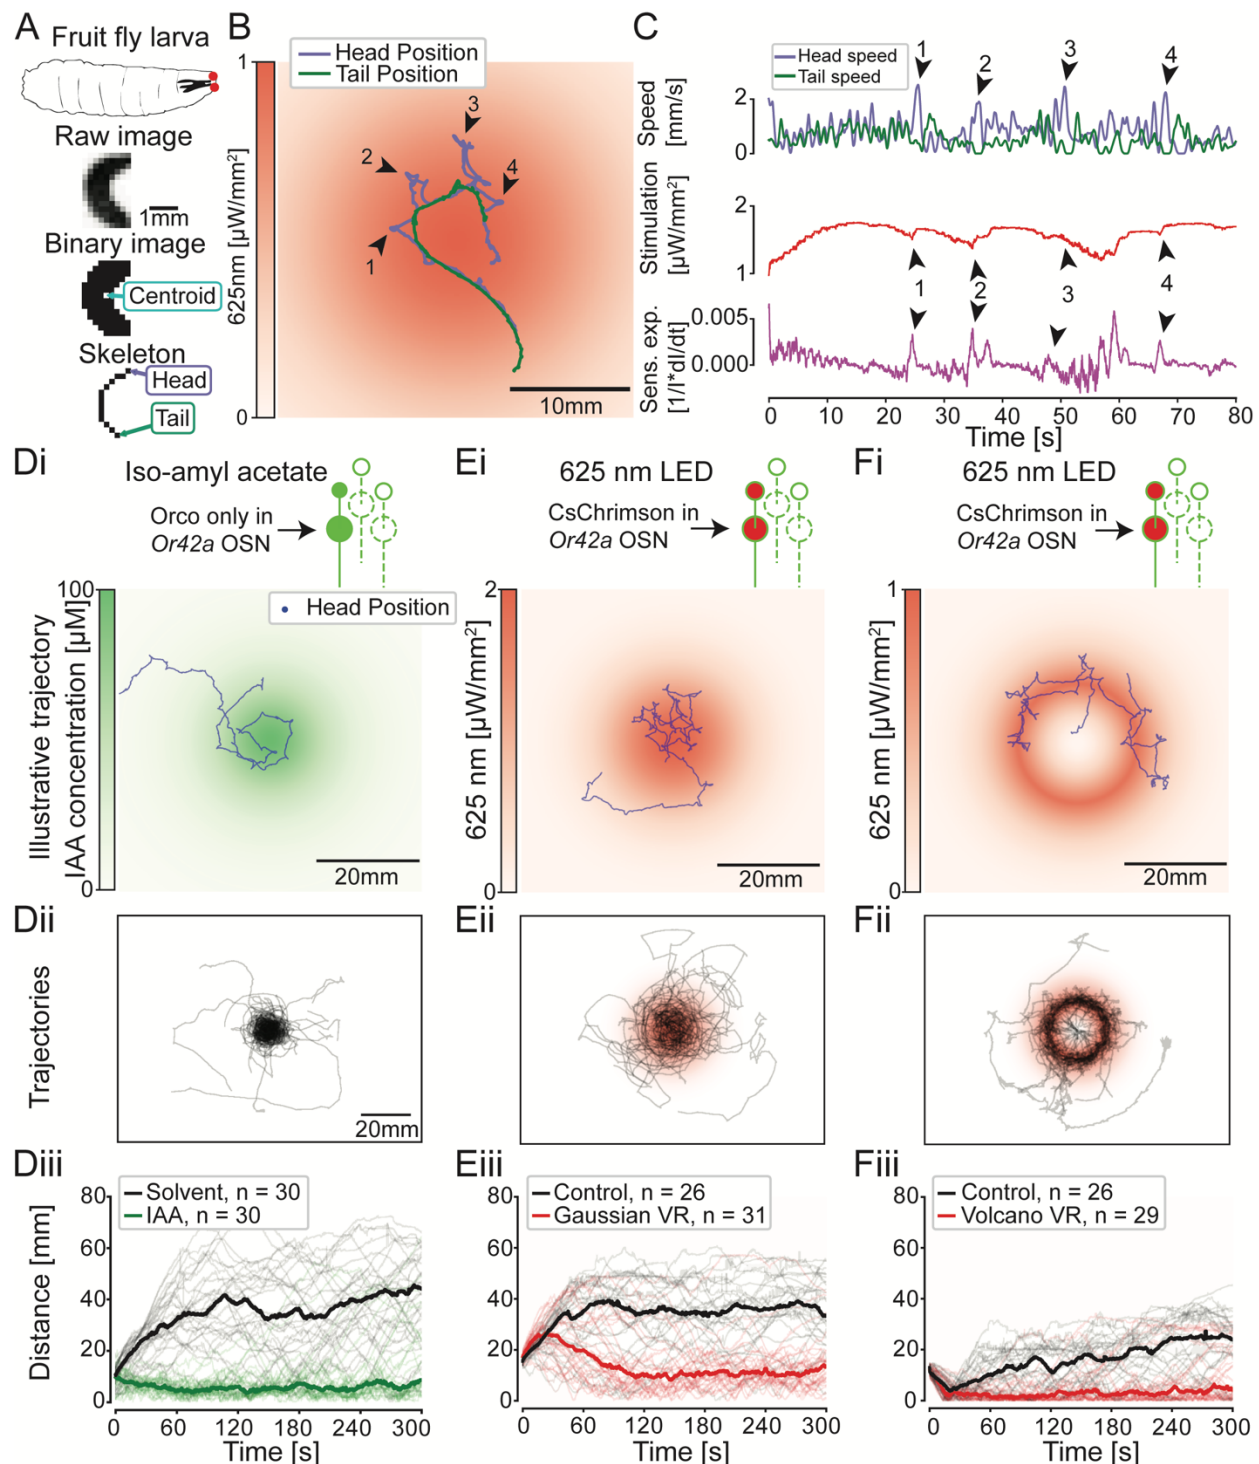 A
Fruit fly larva
Raw image
1mm
Binary image
Centroid
Skeleton
Head
Tail
B
Head Position
Tail Position
1
625nm [µW/mm²]
0
1
2
3
4
10mm
C
Head speed
Tail speed
1
2
3
4
Speed
[mm/s]
2
0
Stimulation
[µW/mm²]
2
1
1
2
3
4
Sens. exp.
[1/I*dI/dt]
0.005
0.000
0 10 20 30 40 50 60 70 80
Time [s]
Di
Iso-amyl acetate
Orco only in
Or42a OSN
Illustrative trajectory
IAA concentration [µM]
100
0
Head Position
20mm
Ei
625 nm LED
CsChrimson in
Or42a OSN
625 nm [µW/mm²]
2
0
20mm
Fi
625 nm LED
CsChrimson in
Or42a OSN
625 nm [µW/mm²]
1
0
20mm
Dii
Trajectories
20mm
Eii
Fii
Diii
Solvent, n = 30
IAA, n = 30
Distance [mm]
80
60
40
20
0
0 60 120 180 240 300
Time [s]
Eiii
Control, n = 26
Gaussian VR, n = 31
80
60
40
20
0
0 60 120 180 240 300
Time [s]
Fiii
Control, n = 26
Volcano VR, n = 29
80
60
40
20
0
0 60 120 180 240 300
Time [s]